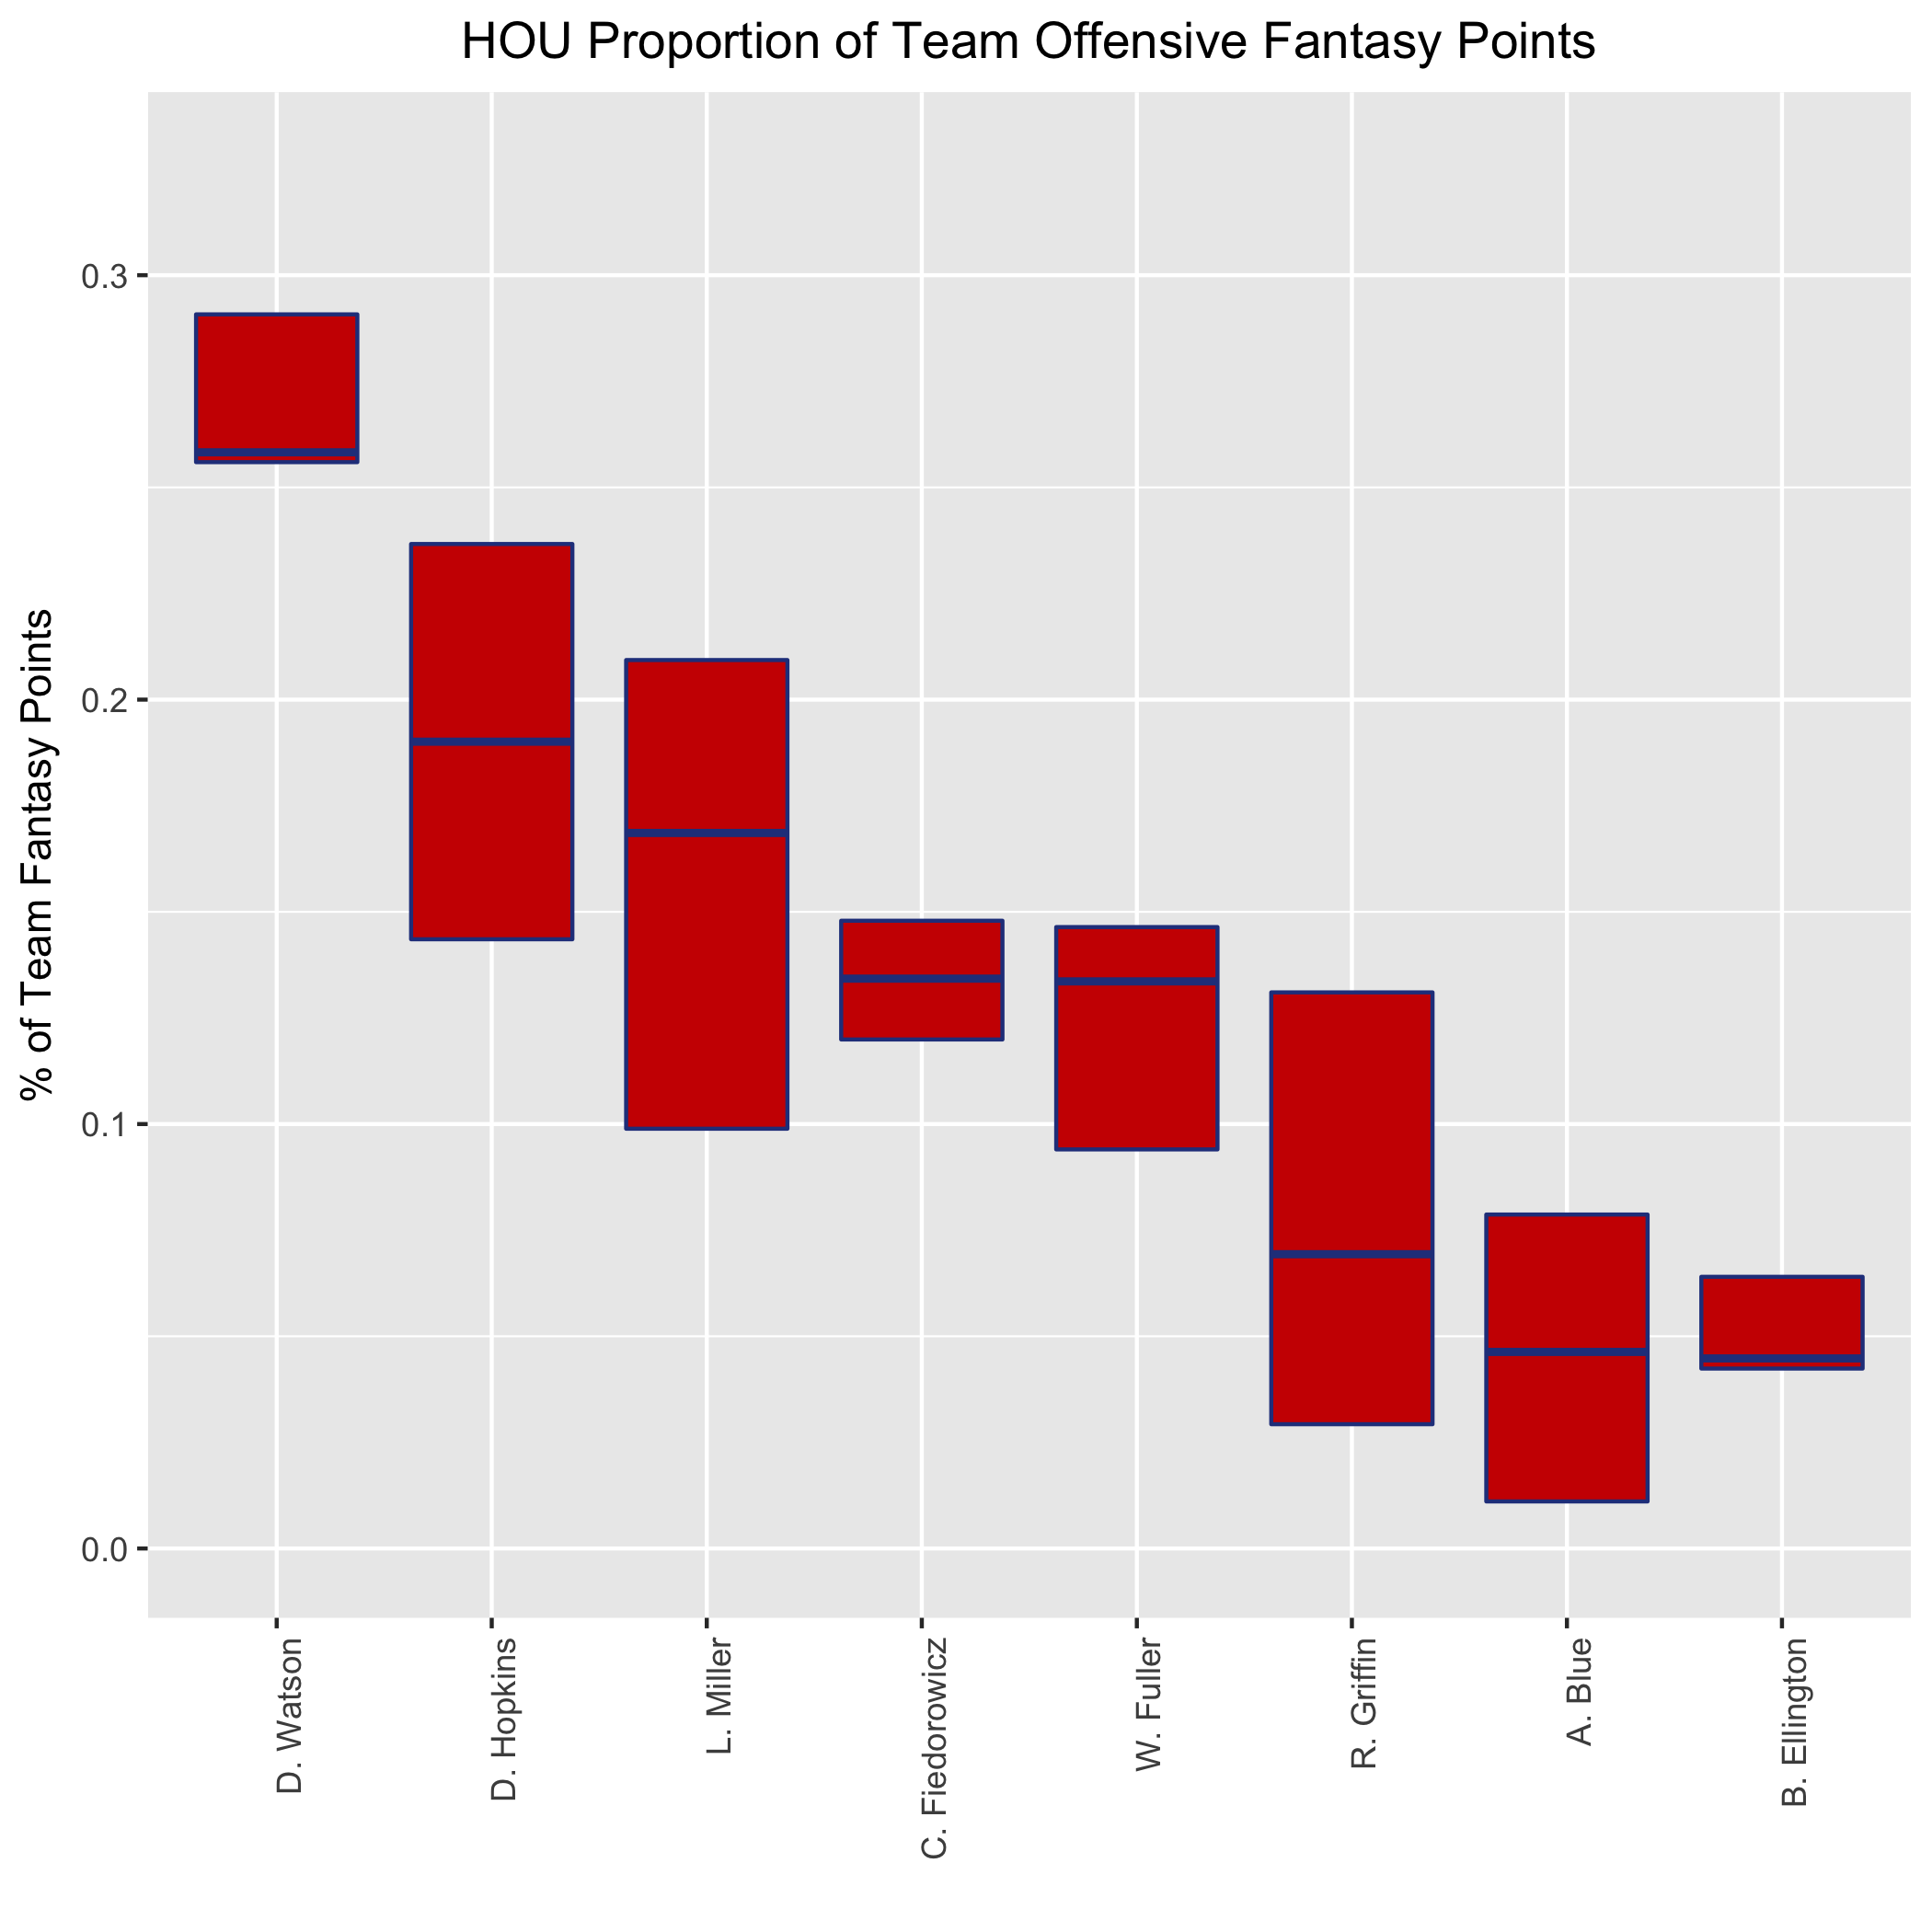 HOU Proportion of Team Offensive Fantasy Points
% of Team Fantasy Points
0.3
0.2
0.1
0.0
D. Watson
D. Hopkins
L. Miller
C. Fiedorowicz
W. Fuller
R. Griffin
A. Blue
B. Ellington